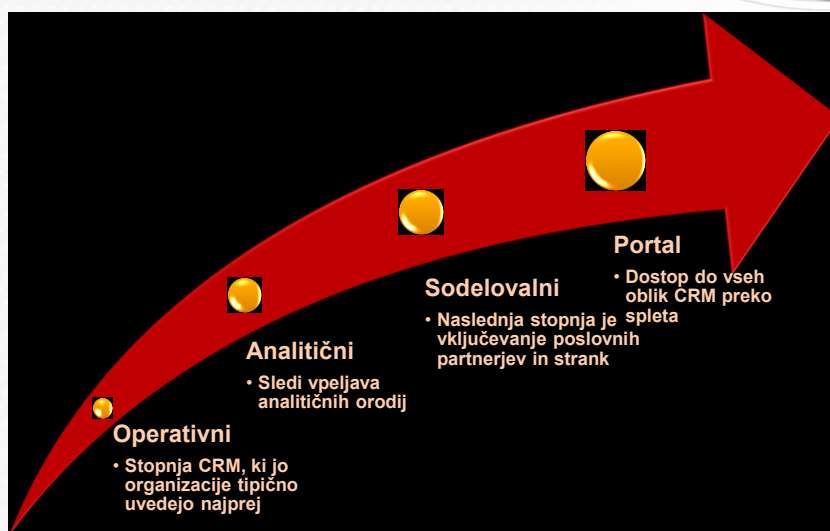 Operativni
• Stopnja CRM, ki jo
organizacije tipično
uvedejo najprej
Analitični
• Sledi vpeljava
analitičnih orodij
Sodelovalni
• Naslednja stopnja je
vključevanje poslovnih
partnerjev in strank
Portal
• Dostop do vseh
oblik CRM preko
spleta